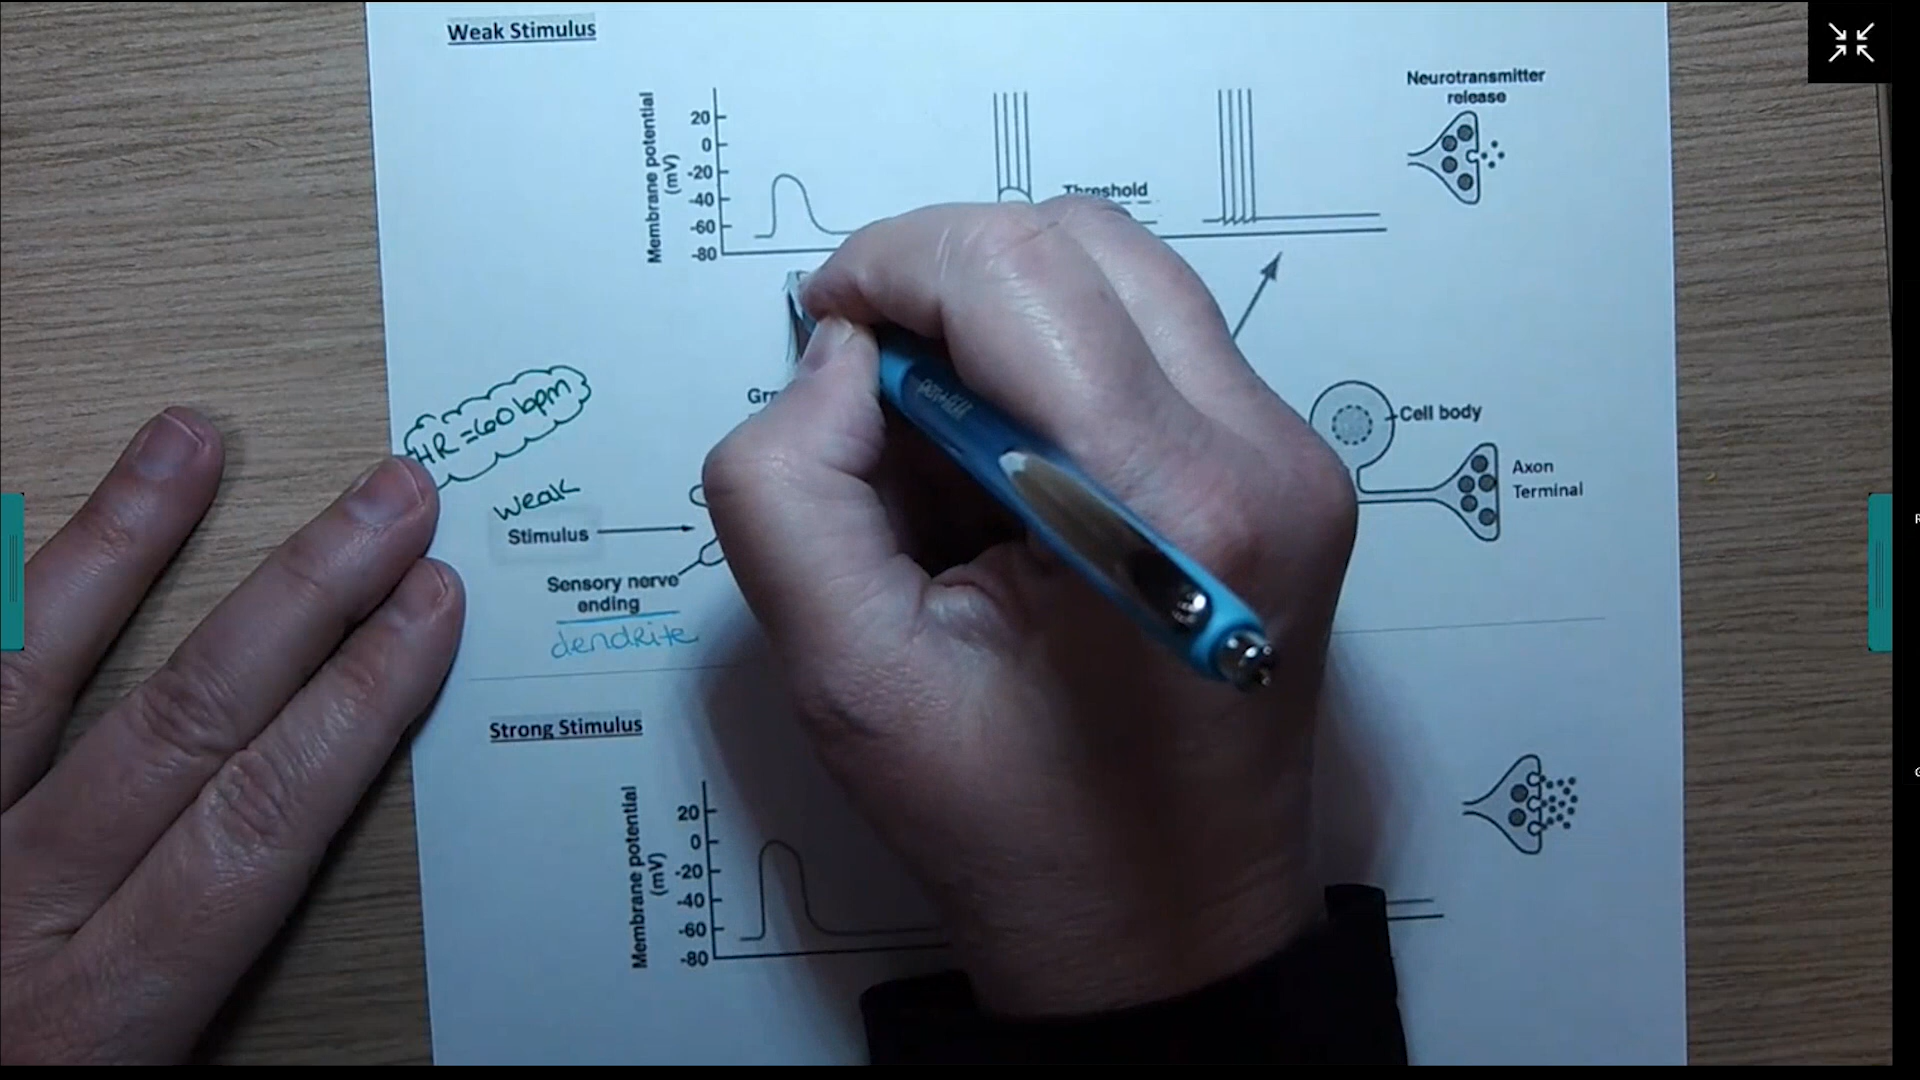 Weak Stimulus
Neurotransmitter
release
Membrane potential
(mV)
20
0
-20
-40
-60
-80
Threshold
HR = 60 bpm
Cell body
Axon
Terminal
weak
Stimulus
Sensory nerve
ending
dendrite
Strong Stimulus
Membrane potential
(mV)
20
0
-20
-40
-60
-80